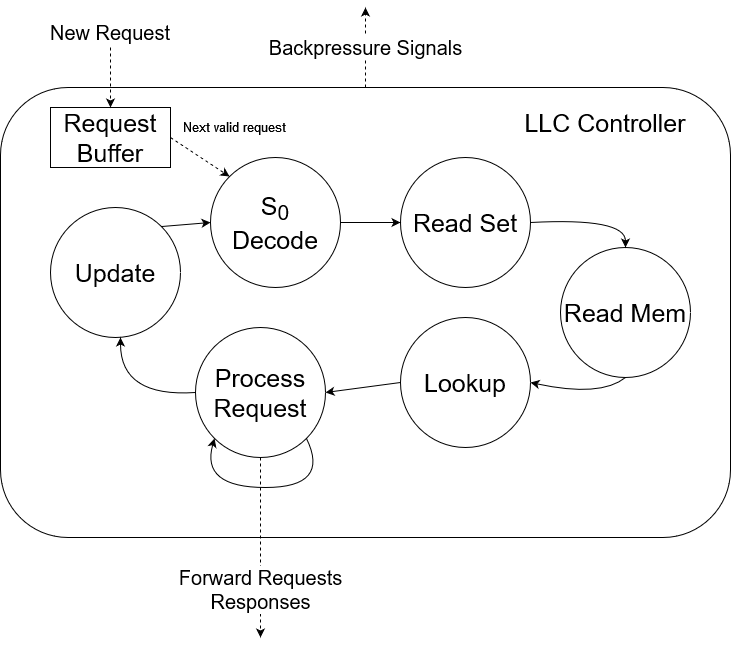 New Request
Backpressure Signals
Request
Buffer
Next valid request
LLC Controller
S0
Decode
Read Set
Update
Read Mem
Process
Request
Lookup
Forward Requests
Responses